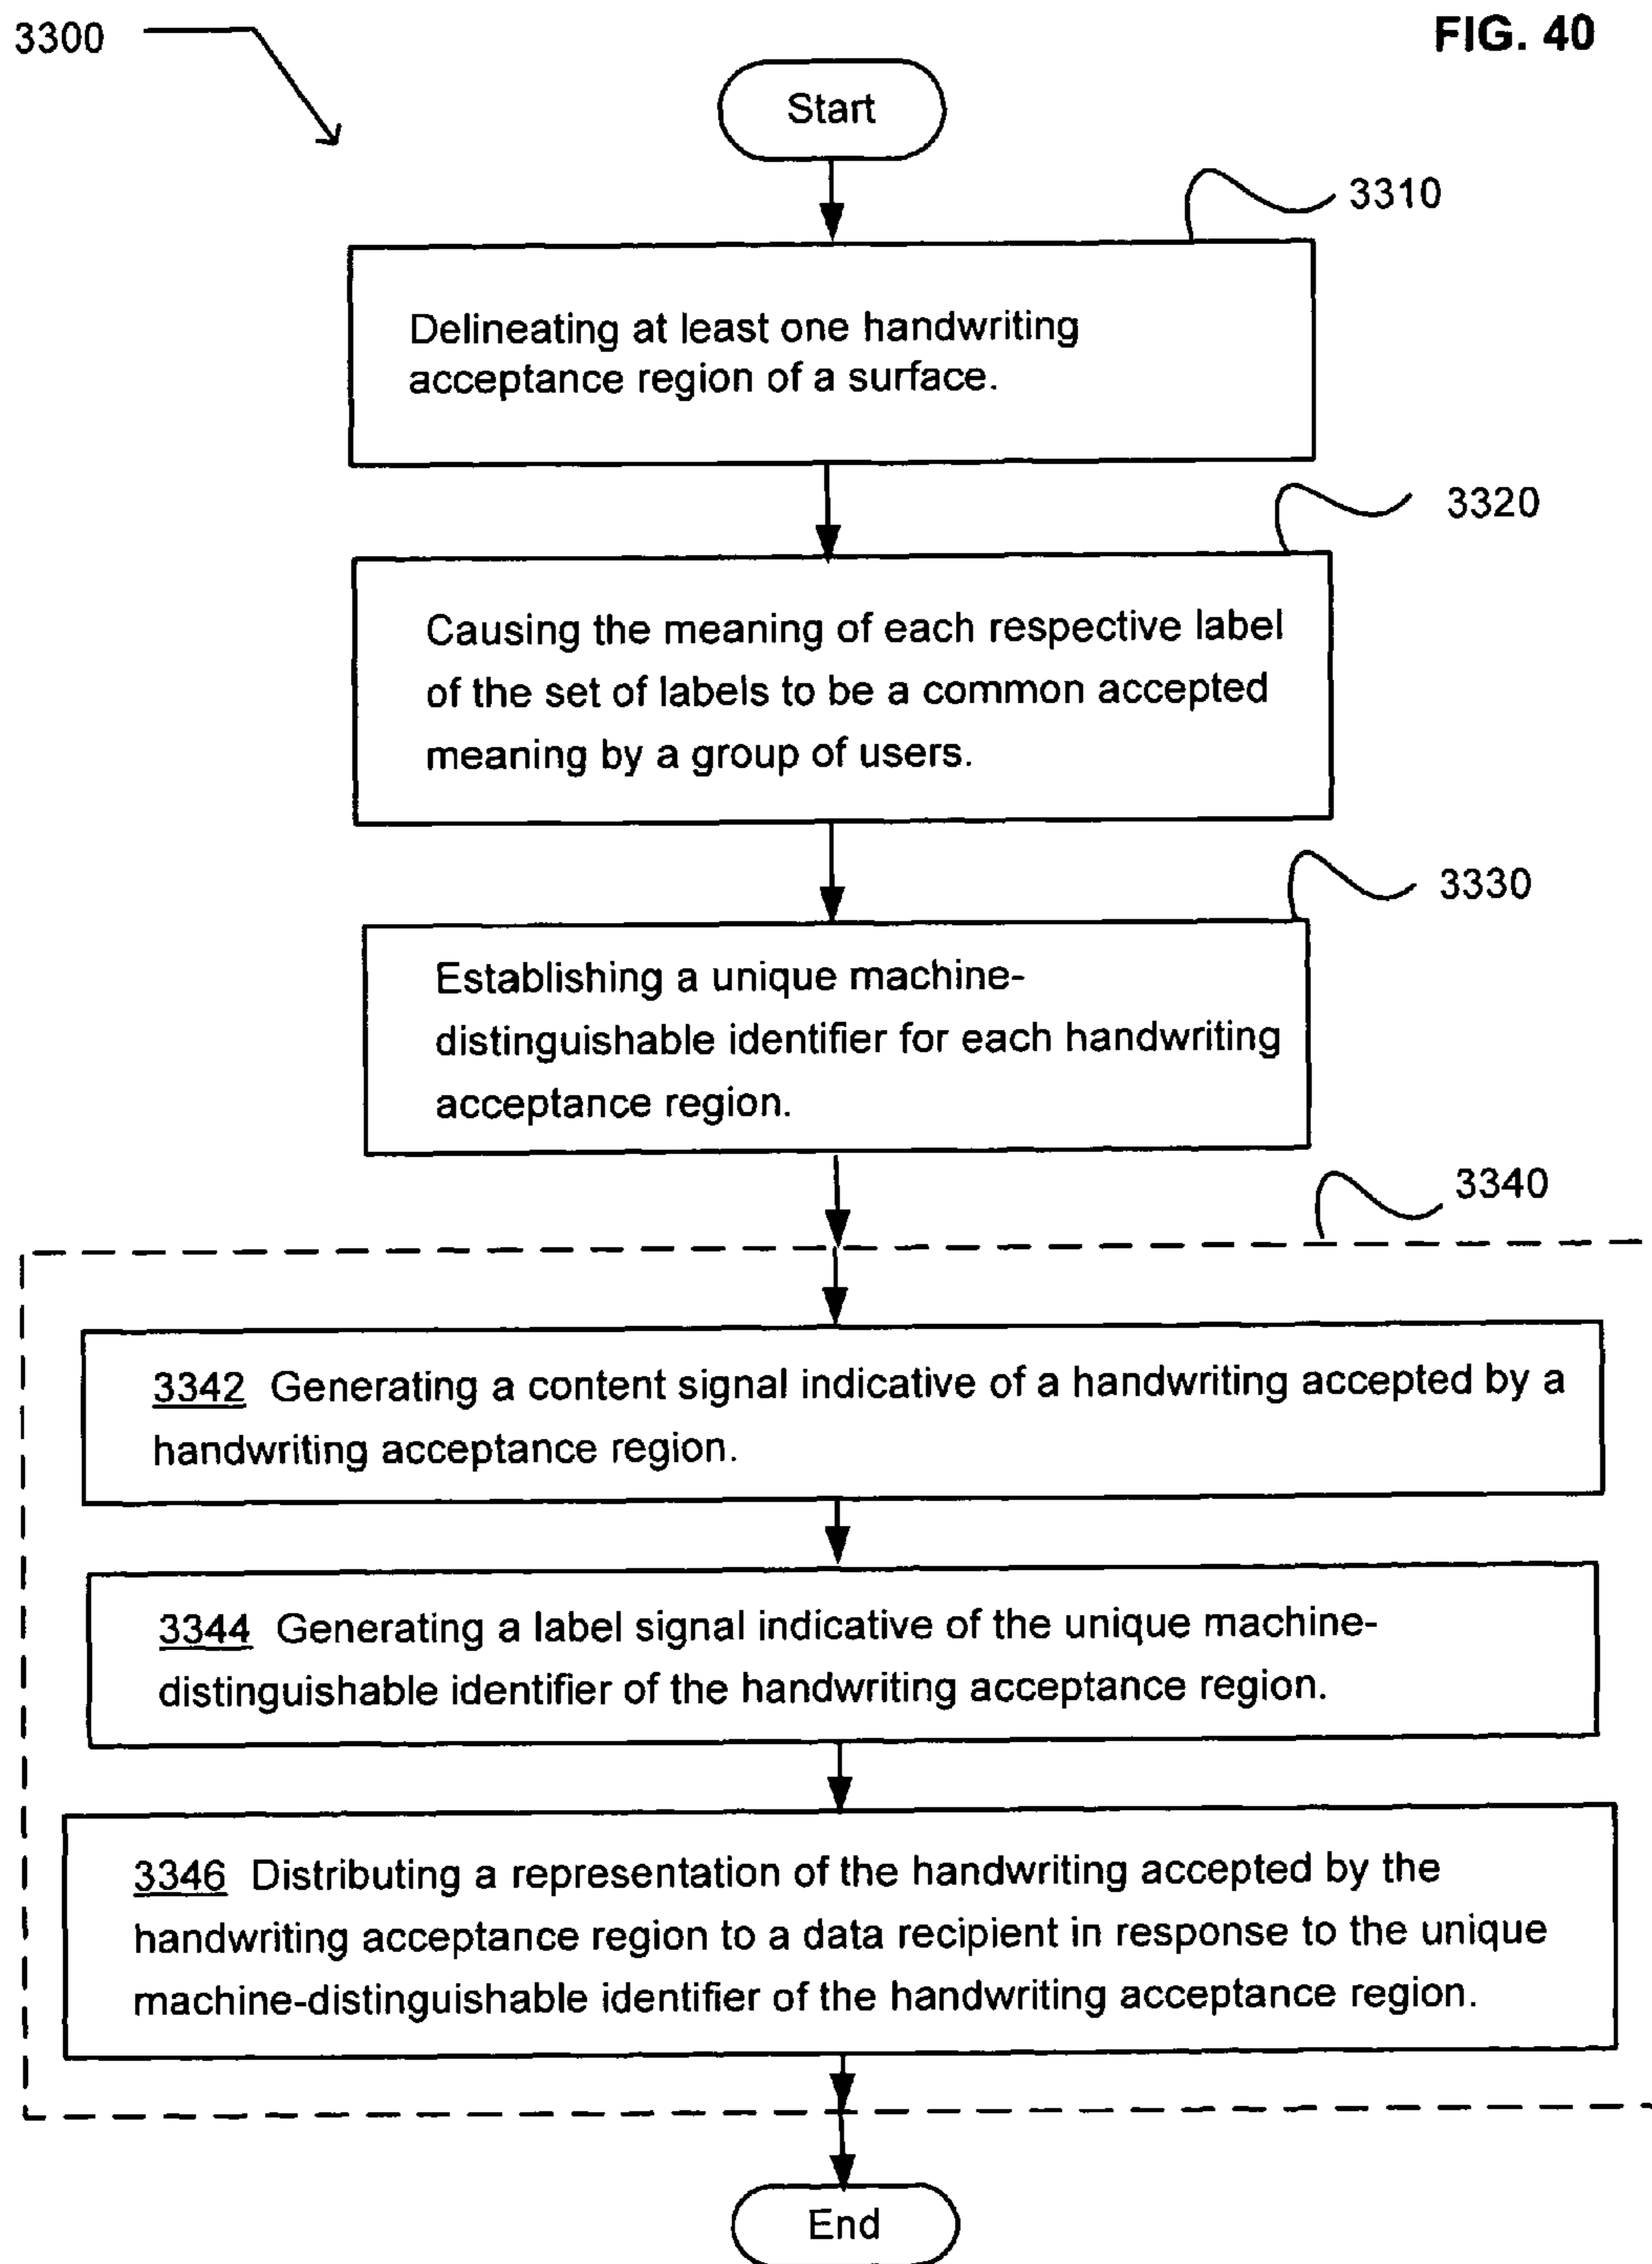 3300
FIG. 40
Start
3310
Delineating at least one handwriting
acceptance region of a surface.
3320
Causing the meaning of each respective label
of the set of labels to be a common accepted
meaning by a group of users.
3330
Establishing a unique machine-
distinguishable identifier for each handwriting
acceptance region.
3340
3342 Generating a content signal indicative of a handwriting accepted by a
handwriting acceptance region.
3344 Generating a label signal indicative of the unique machine-
distinguishable identifier of the handwriting acceptance region.
3346 Distributing a representation of the handwriting accepted by the
handwriting acceptance region to a data recipient in response to the unique
machine-distinguishable identifier of the handwriting acceptance region.
End